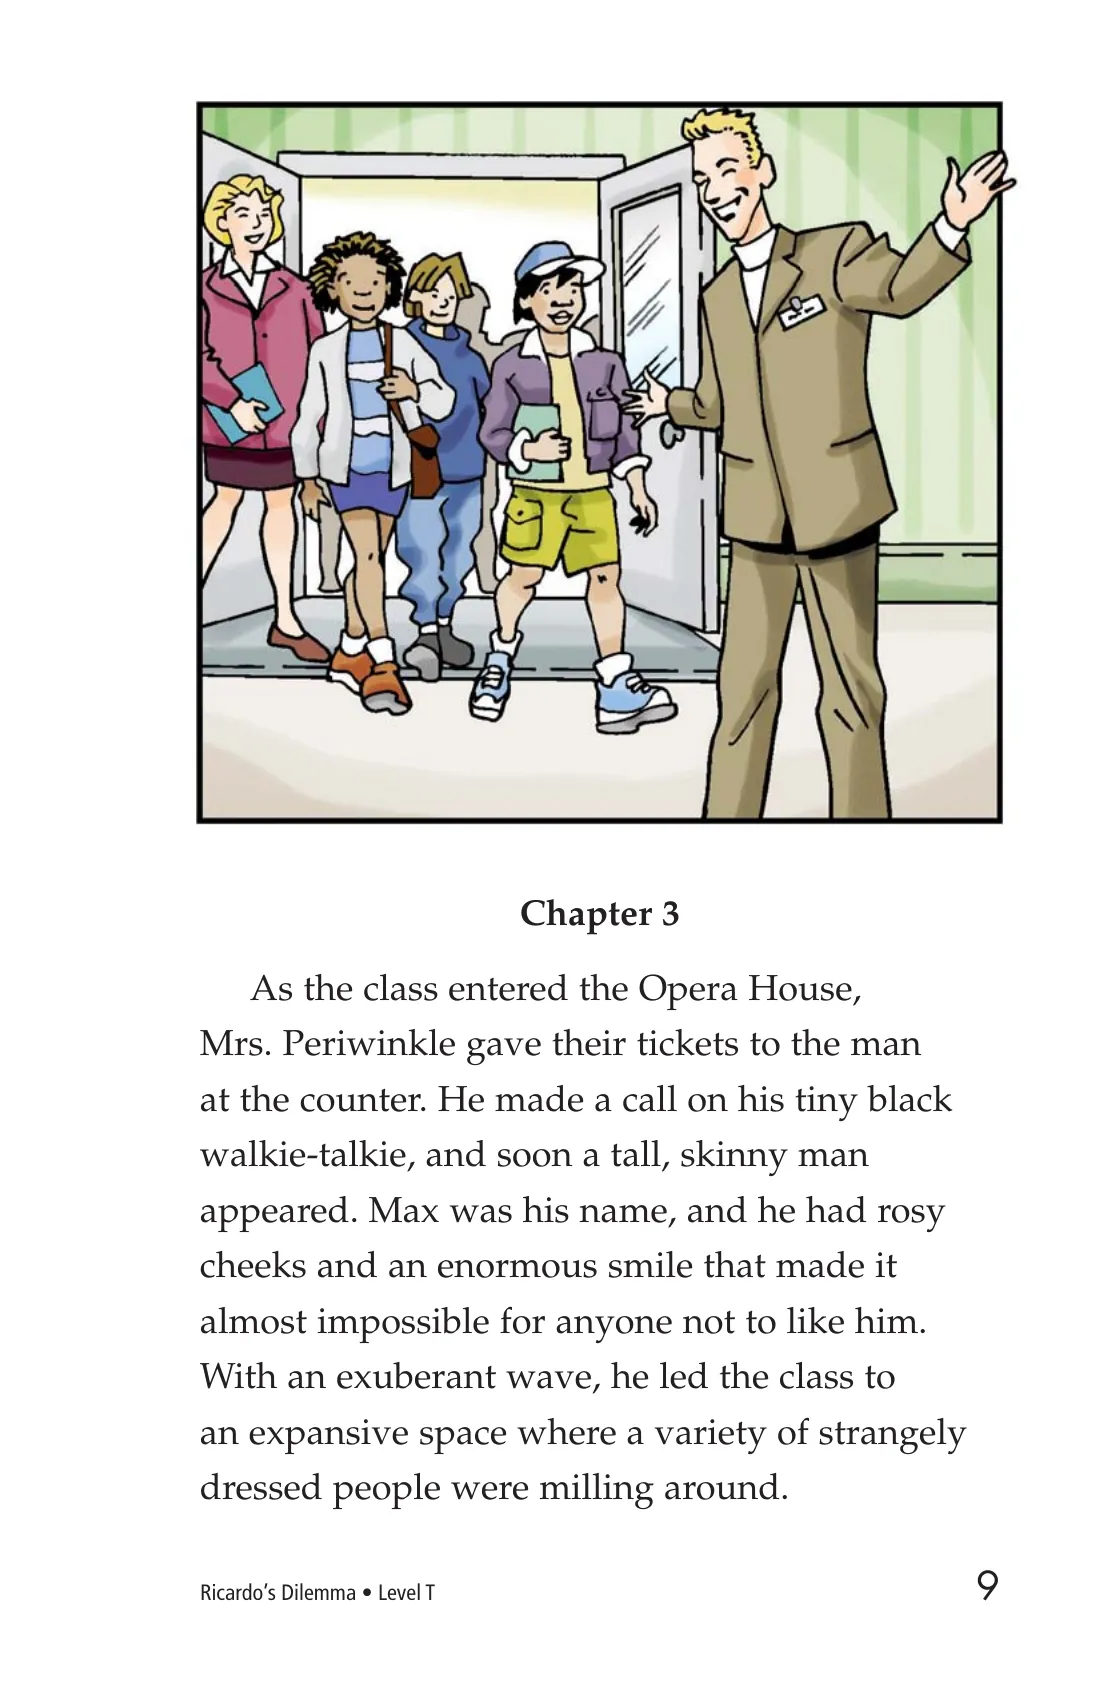 Chapter 3
As the class entered the Opera House,
Mrs. Periwinkle gave their tickets to the man
at the counter. He made a call on his tiny black
walkie-talkie, and soon a tall, skinny man
appeared. Max was his name, and he had rosy
cheeks and an enormous smile that made it
almost impossible for anyone not to like him.
With an exuberant wave, he led the class to
an expansive space where a variety of strangely
dressed people were milling around.
Ricardo’s Dilemma • Level T
9